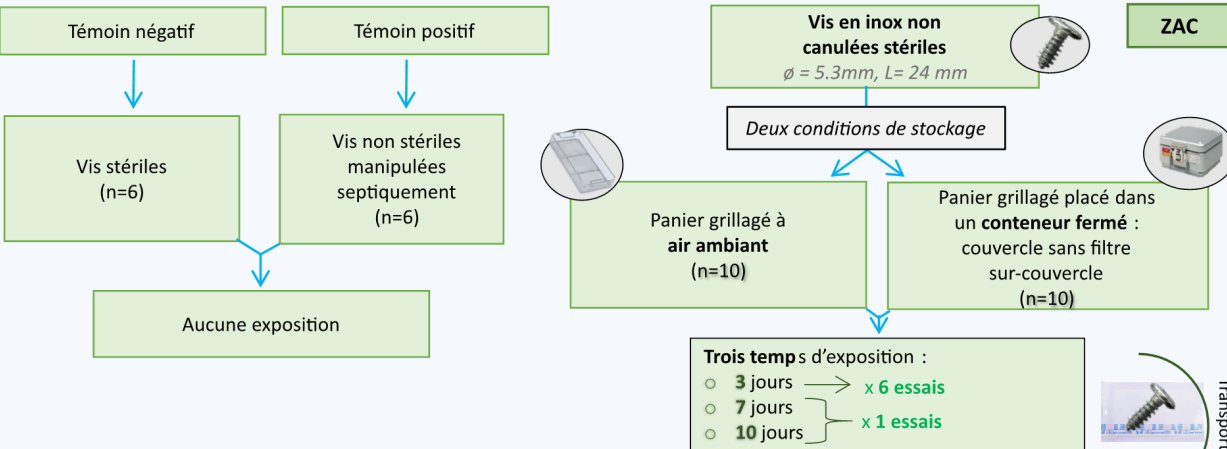 Témoin négatif
Témoin positif
Vis stériles
(n=6)
Vis non stériles
manipulées
septiquement
(n=6)
Aucune exposition
Vis en inox non
canulées stériles
ø = 5.3mm, L= 24 mm
ZAC
Deux conditions de stockage
Panier grillagé à
air ambiant
(n=10)
Panier grillagé placé dans
un conteneur fermé :
couvercle sans filtre
sur-couvercle
(n=10)
Trois temps d’exposition :
○ 3 jours
x 6 essais
○ 7 jours
○ 10 jours
x 1 essais
Transport